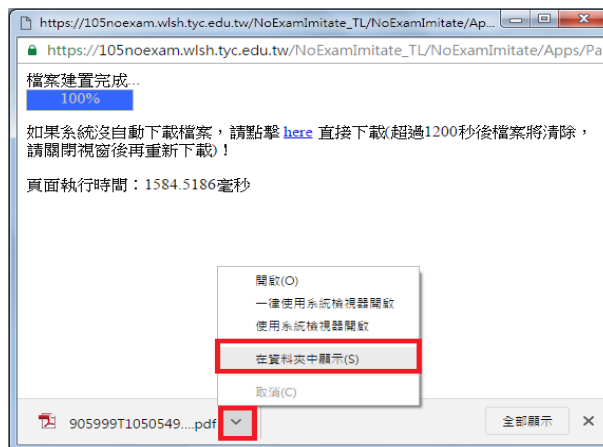 https://105noexam.wlsh.tyc.edu.tw/NoExamImitate_TL/NoExamImitate/Ap...
https://105noexam.wlsh.tyc.edu.tw/NoExamImitate_TL/NoExamImitate/Apps/Pa
檔案建置完成...
100%
如果系統沒自動下載檔案，請點擊 here 直接下載(超過1200秒後檔案將清除，
請關閉視窗後再重新下載)！
頁面執行時間：1584.5186毫秒
開啟(O)
一律使用系統檢視器開啟
使用系統檢視器開啟
在資料夾中顯示(S)
取消(C)
905999T1050549....pdf
全部顯示